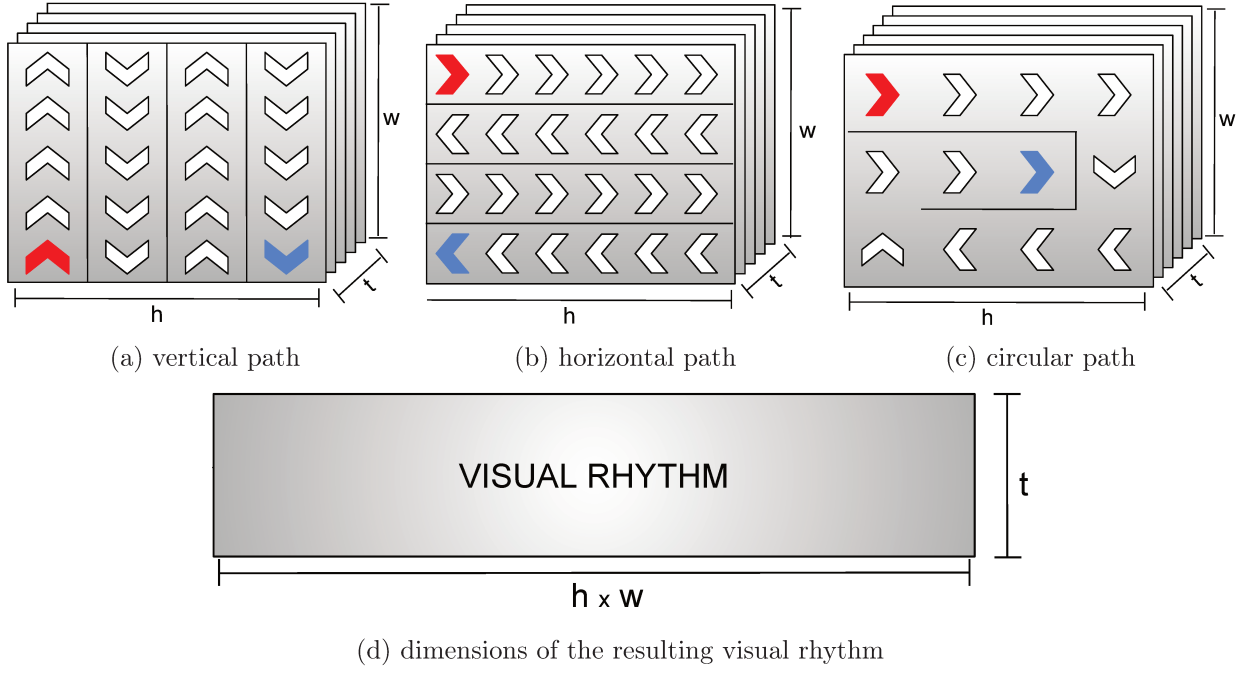 w
t
h
(a) vertical path
w
t
h
(b) horizontal path
w
t
h
(c) circular path
VISUAL RHYTHM
t
h x w
(d) dimensions of the resulting visual rhythm